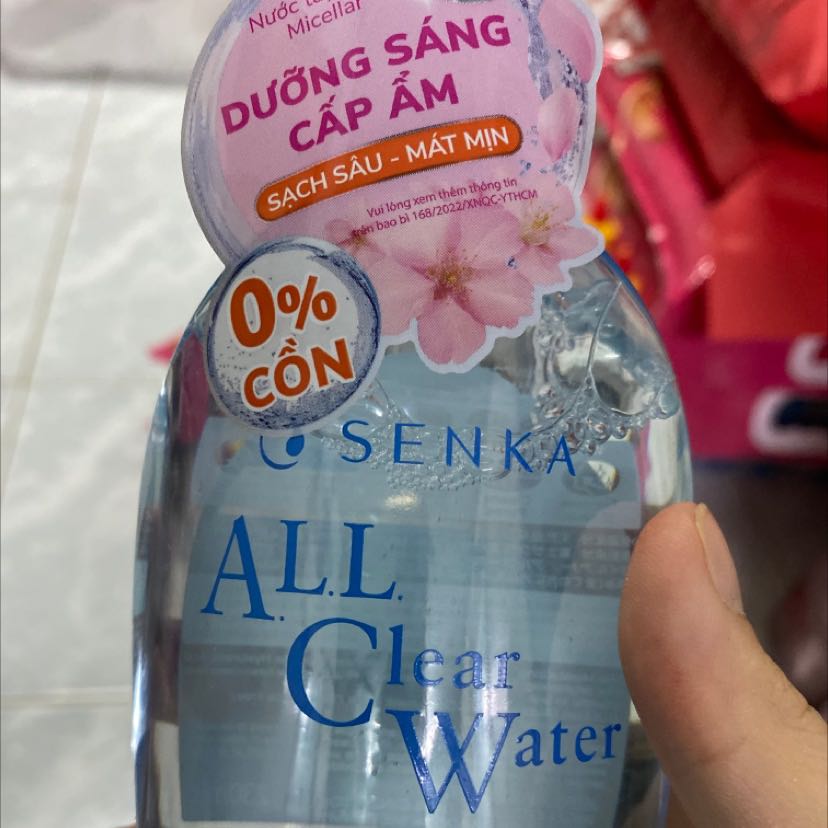 Nước
Micellar
DƯỠNG SÁNG
CẤP ẨM
SẠCH SÂU - MÁT MỊN
Vui lòng xem thêm thông tin
trên bao bì 168/2022/XNQC-YTHCM
0%
CỒN
SENKA
A.L.L.
Clear
Water